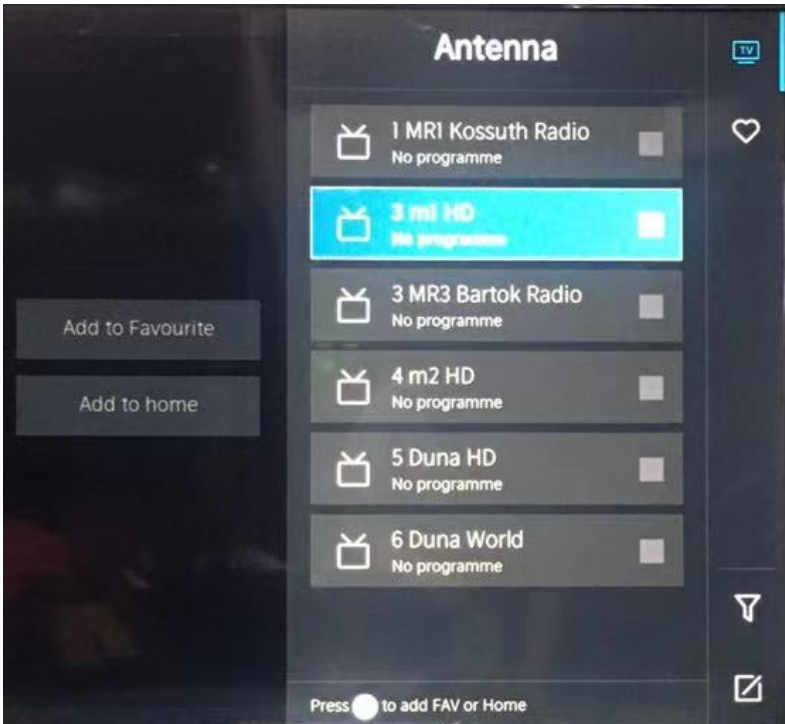 Antenna
TV
1 MR1 Kossuth Radio
No programme
3 m1 HD
No programme
3 MR3 Bartok Radio
No programme
4 m2 HD
No programme
5 Duna HD
No programme
6 Duna World
No programme
Add to Favourite
Add to home
Press to add FAV or Home